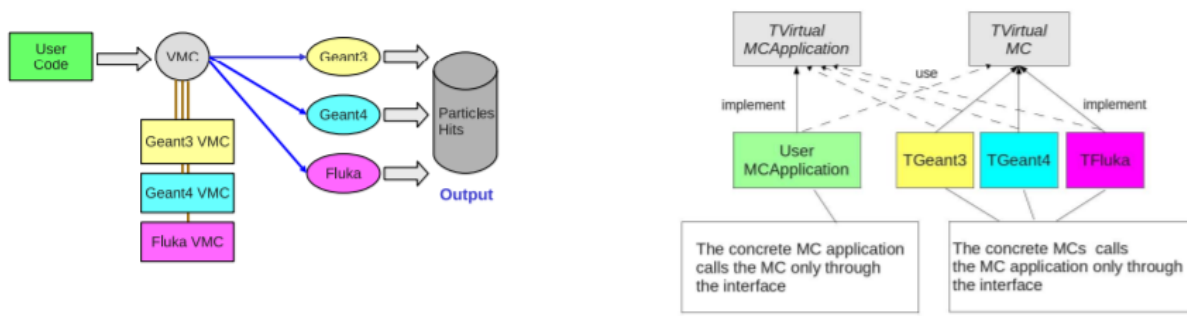 User
Code
VMC
Geant3
Geant4
Fluka
Particles
Hits
Output
Geant3 VMC
Geant4 VMC
Fluka VMC
TVirtual
MCApplication
TVirtual
MC
use
implement
implement
User
MCApplication
TGeant3
TGeant4
TFluka
The concrete MC application
calls the MC only through
the interface
The concrete MCs calls
the MC application only through
the interface